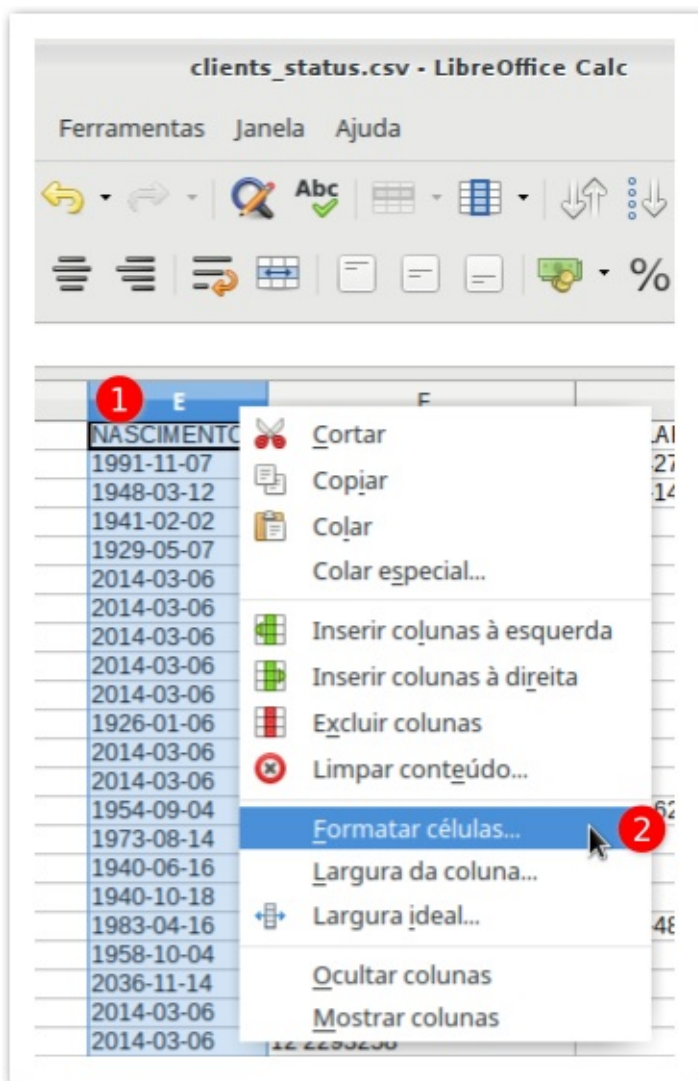 clients_status.csv - LibreOffice Calc
Ferramentas Janela Ajuda
Abc
%
1 E F
NASCIMENTO
1991-11-07
1948-03-12
1941-02-02
1929-05-07
2014-03-06
2014-03-06
2014-03-06
2014-03-06
2014-03-06
1926-01-06
2014-03-06
2014-03-06
1954-09-04
1973-08-14
1940-06-16
1940-10-18
1983-04-16
1958-10-04
2036-11-14
2014-03-06
2014-03-06
Cortar
Copiar
Colar
Colar especial...
Inserir colunas à esquerda
Inserir colunas à direita
Excluir colunas
Limpar conteúdo...
Formatar células... 2
Largura da coluna...
Largura ideal...
Ocultar colunas
Mostrar colunas
27
14
62
48